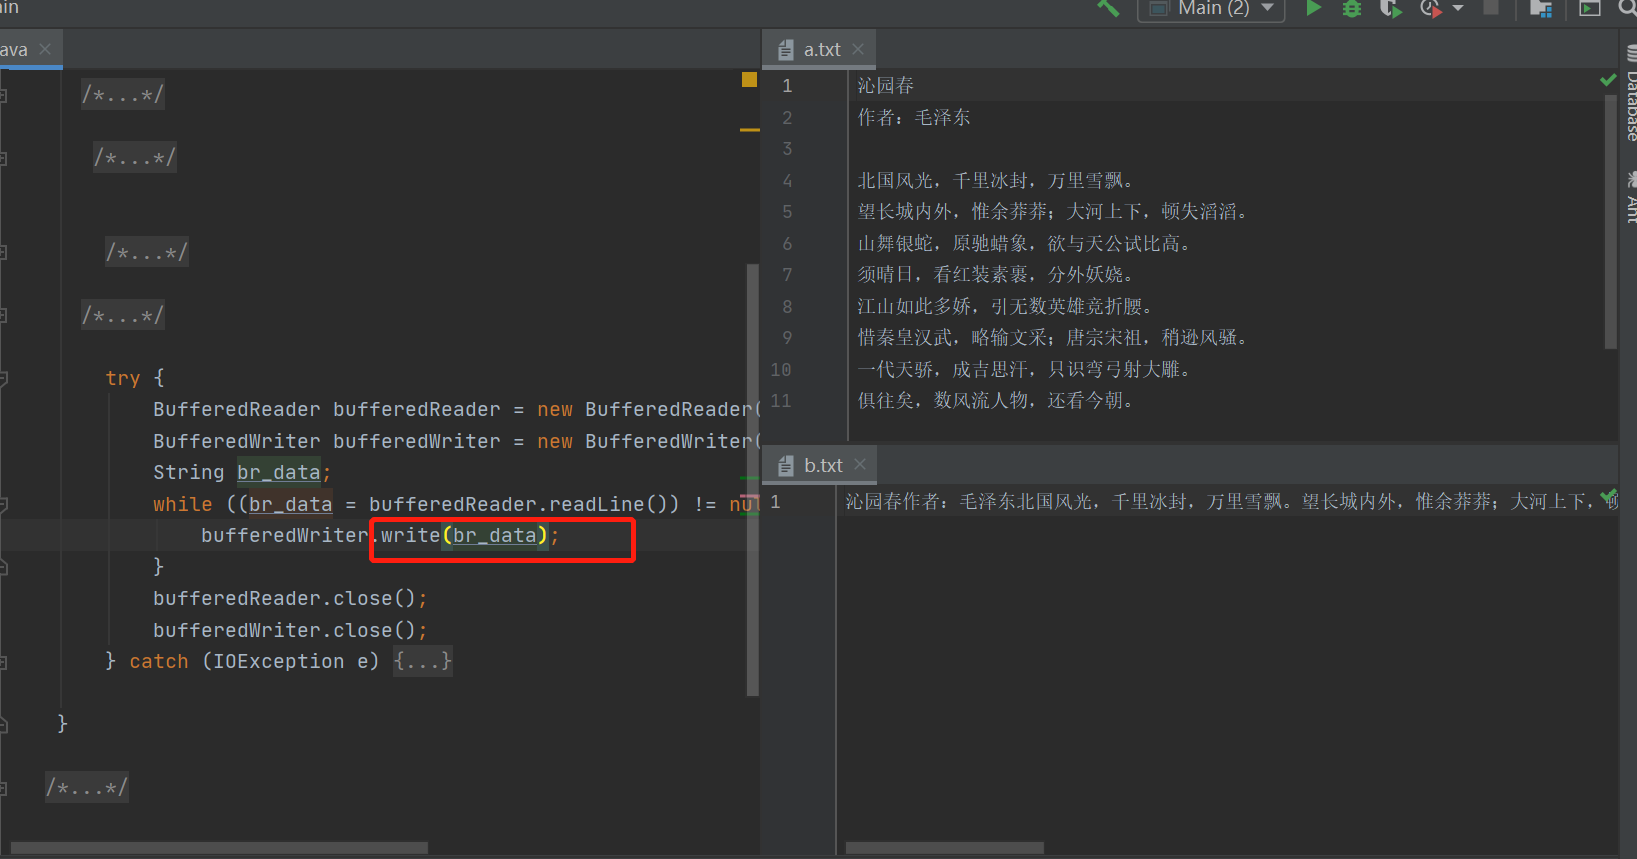 Main (2)
ava
/*...*/
/*...*/
/*...*/
/*...*/
try {
BufferedReader bufferedReader = new BufferedReader(
BufferedWriter bufferedWriter = new BufferedWriter(
String br_data;
while ((br_data = bufferedReader.readLine()) != nul
bufferedWriter.write(br_data);
}
bufferedReader.close();
bufferedWriter.close();
} catch (IOException e) {...}
}
/*...*/
a.txt
1 沁园春
2 作者：毛泽东
3
4 北国风光，千里冰封，万里雪飘。
5 望长城内外，惟余莽莽；大河上下，顿失滔滔。
6 山舞银蛇，原驰蜡象，欲与天公试比高。
7 须晴日，看红装素裹，分外妖娆。
8 江山如此多娇，引无数英雄竞折腰。
9 惜秦皇汉武，略输文采；唐宗宋祖，稍逊风骚。
10 一代天骄，成吉思汗，只识弯弓射大雕。
11 俱往矣，数风流人物，还看今朝。
b.txt
1 沁园春作者：毛泽东北国风光，千里冰封，万里雪飘。望长城内外，惟余莽莽；大河上下，顿
Database
Ant